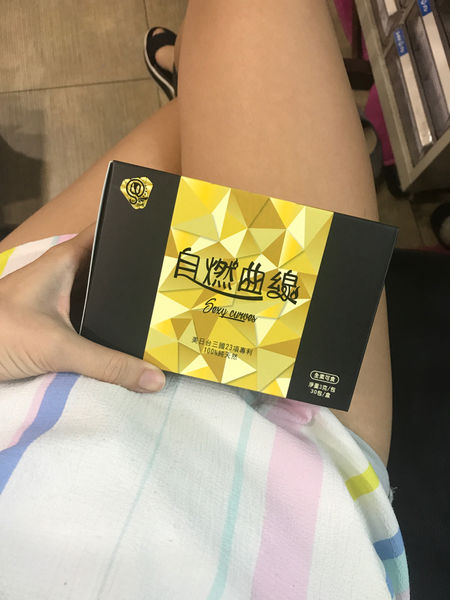 自燃曲線
Sexy curves
美日台三國23項專利
100%純天然
全素可食
淨重3克/包
30包/盒